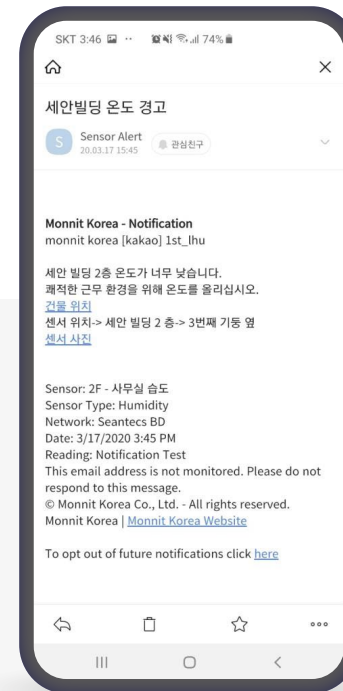 SKT 3:46 74%
세안빌딩 온도 경고
S
Sensor Alert
관심친구
20.03.17 15:45
Monnit Korea - Notification
monnit korea [kakao] 1st_lhu
세안 빌딩 2층 온도가 너무 낮습니다.
쾌적한 근무 환경을 위해 온도를 올리십시오.
건물 위치
센서 위치-> 세안 빌딩 2 층-> 3번째 기둥 옆
센서 사진
Sensor: 2F - 사무실 습도
Sensor Type: Humidity
Network: Seantecs BD
Date: 3/17/2020 3:45 PM
Reading: Notification Test
This email address is not monitored. Please do not
respond to this message.
© Monnit Korea Co., Ltd. - All rights reserved.
Monnit Korea | Monnit Korea Website
To opt out of future notifications click here